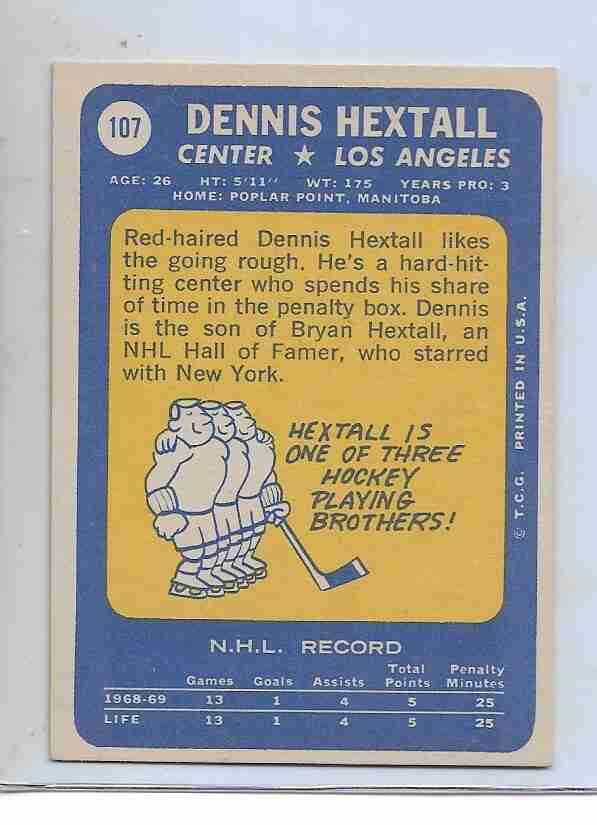 107
DENNIS HEXTALL
CENTER ★ LOS ANGELES
AGE: 26 HT: 5'11" WT: 175 YEARS PRO: 3
HOME: POPLAR POINT, MANITOBA
Red-haired Dennis Hextall likes
the going rough. He's a hard-hit-
ting center who spends his share
of time in the penalty box. Dennis
is the son of Bryan Hextall, an
NHL Hall of Famer, who starred
with New York.
HEXTALL IS
ONE OF THREE
HOCKEY
PLAYING
BROTHERS!
© T.C.G. PRINTED IN U.S.A.
N.H.L. RECORD
Games Goals Assists Total Points Penalty Minutes
1968-69 13 1 4 5 25
LIFE 13 1 4 5 25